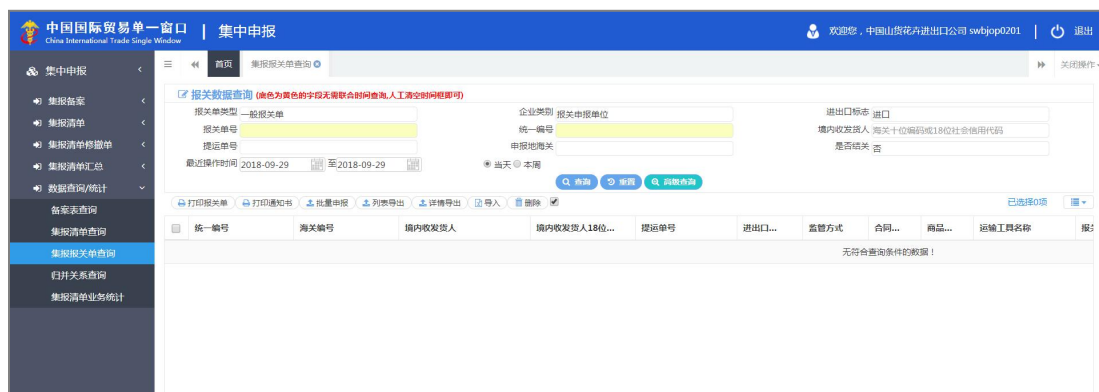 中国国际贸易单一窗口 | 集中申报
China International Trade Single Window
欢迎您，中国山货花卉进出口公司 swbjop0201 | 退出
集中申报
集报备案
集报清单
集报清单修撤单
集报清单汇总
数据查询/统计
备案表查询
集报清单查询
集报报关单查询
归并关系查询
集报清单业务统计
首页 集报报关单查询 关闭操作
报关数据查询 (底色为黄色的字段无需联合时间查询,人工清空时间框即可)
报关单类型 一般报关单 企业类别 报关申报单位 进出口标志 进口
报关单号 统一编号 境内收发货人 海关十位编码或18位社会信用代码
提运单号 申报地海关 是否结关 否
最近操作时间 2018-09-29 至 2018-09-29 当天 本周
查询 重置 高级查询
打印报关单 打印通知书 批量申报 列表导出 详情导出 导入 删除 已选择0项
统一编号 海关编号 境内收发货人 境内收发货人18位... 提运单号 进出口... 监管方式 合同... 商品... 运输工具名称 报
无符合查询条件的数据！